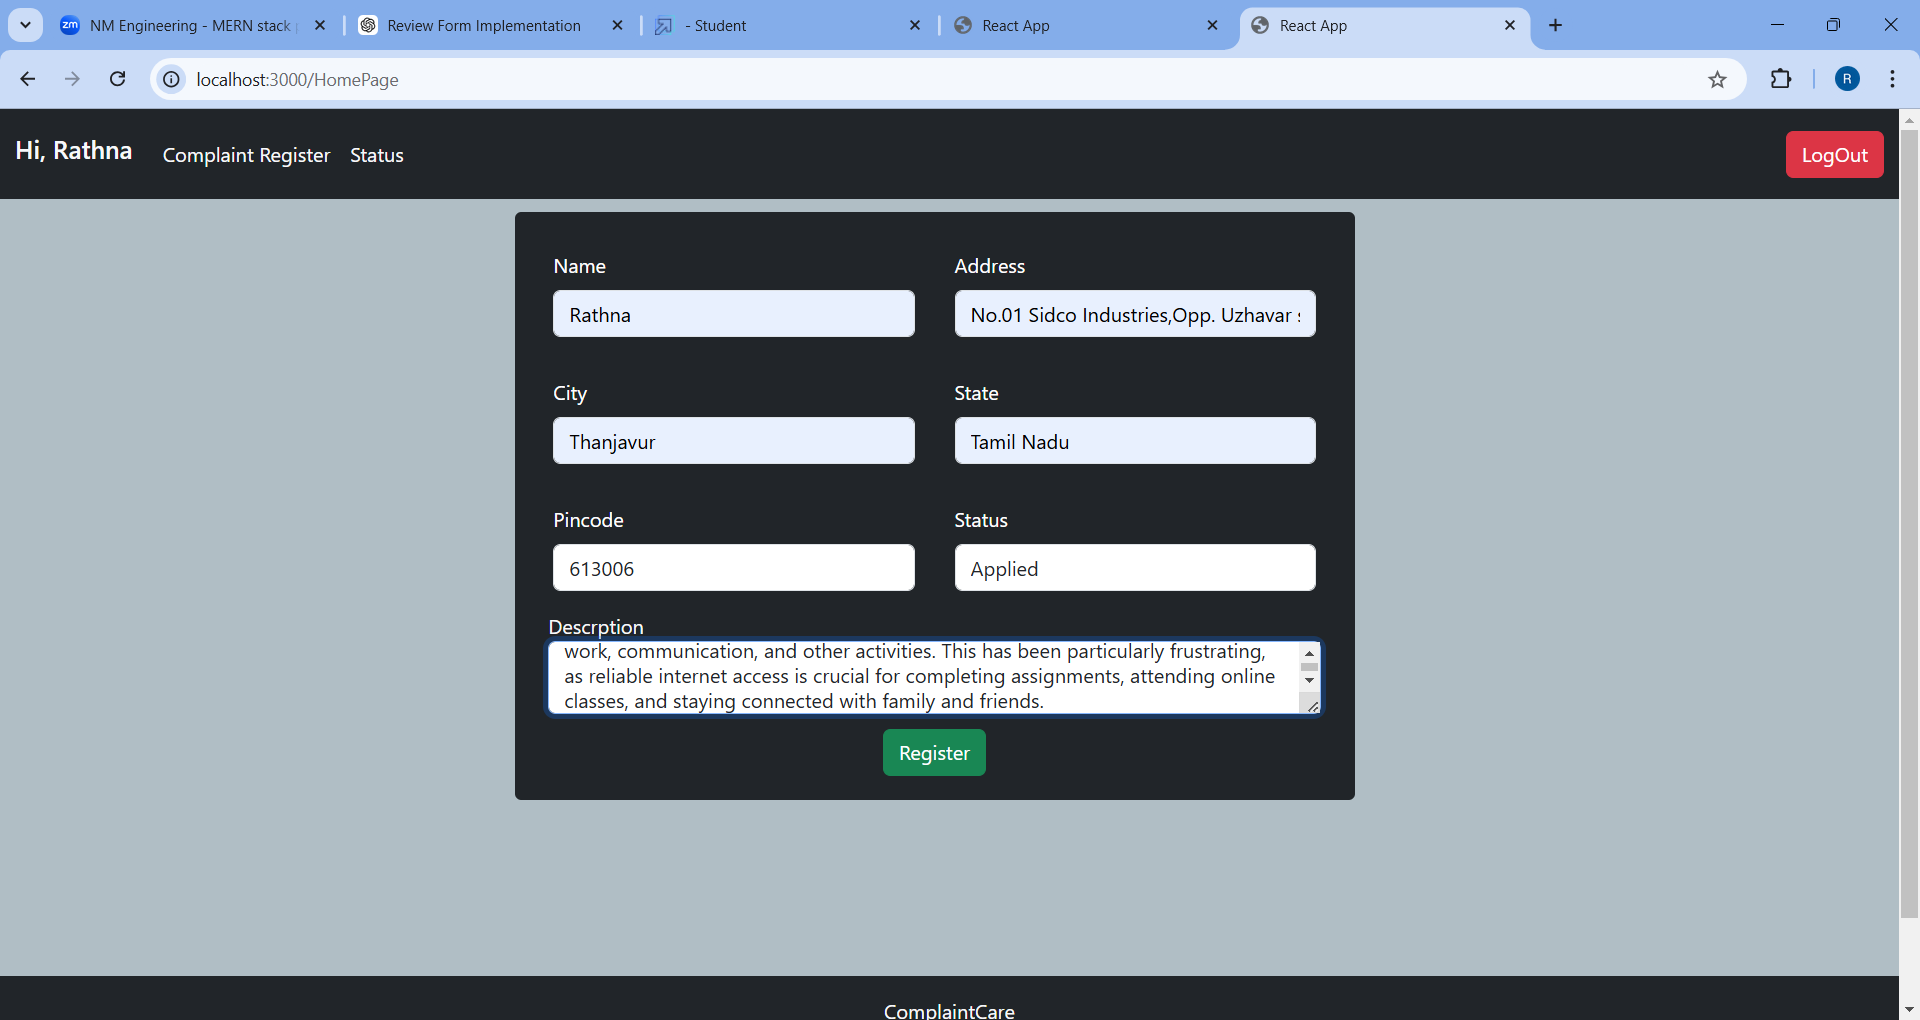 NM Engineering - MERN stack
Review Form Implementation
- Student
React App
React App
localhost:3000/HomePage
R
Hi, Rathna
Complaint Register
Status
LogOut
Name
Address
Rathna
No.01 Sidco Industries,Opp. Uzhavar
City
State
Thanjavur
Tamil Nadu
Pincode
Status
613006
Applied
Descrption
work, communication, and other activities. This has been particularly frustrating,
as reliable internet access is crucial for completing assignments, attending online
classes, and staying connected with family and friends.
Register
ComplaintCare